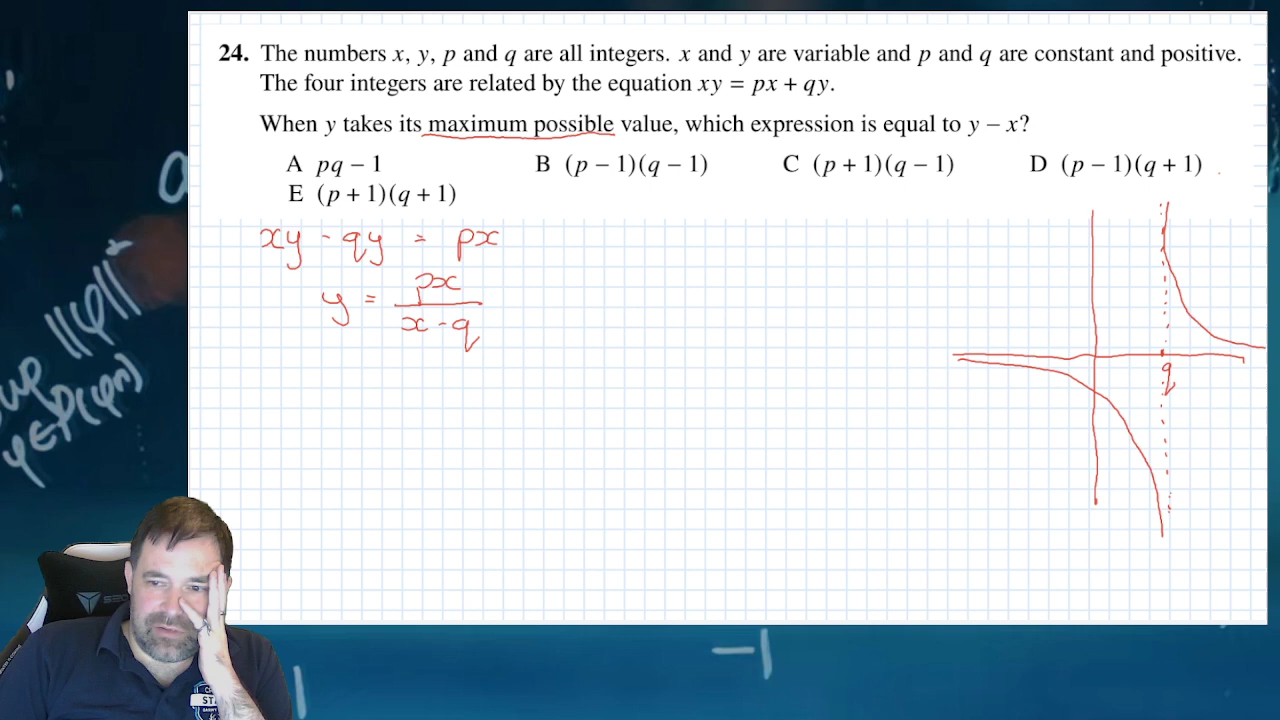 24. The numbers x, y, p and q are all integers. x and y are variable and p and q are constant and positive.
The four integers are related by the equation xy = px + qy.
When y takes its maximum possible value, which expression is equal to y − x?
A pq − 1 B (p − 1)(q − 1) C (p + 1)(q − 1) D (p − 1)(q + 1)
E (p + 1)(q + 1)
xy - qy = px
y = px / x - q
q
-1